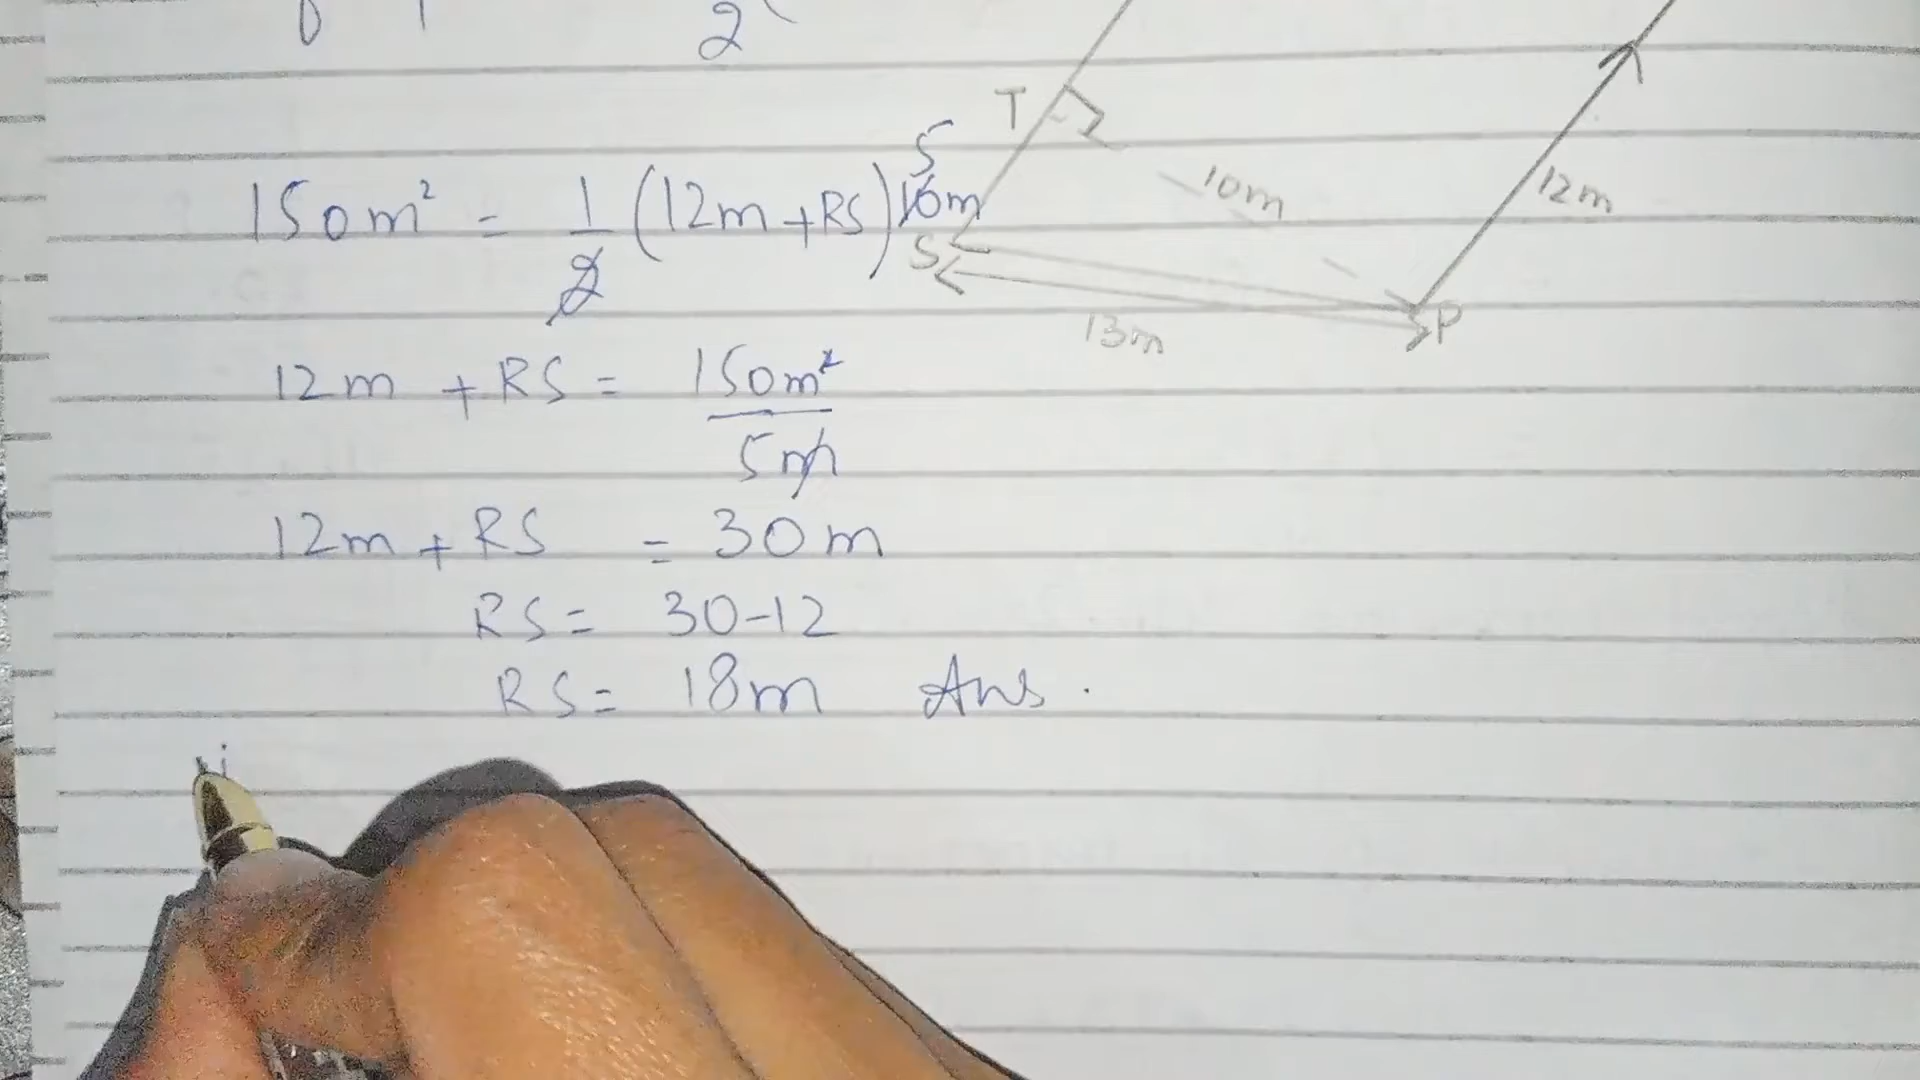 2
150m² = 1/2 (12m + RS) 10m 5
12m + RS = 150m²/5m
12m + RS = 30m
RS = 30-12
RS = 18m Ans.
T
10m
12m
S
13m
P